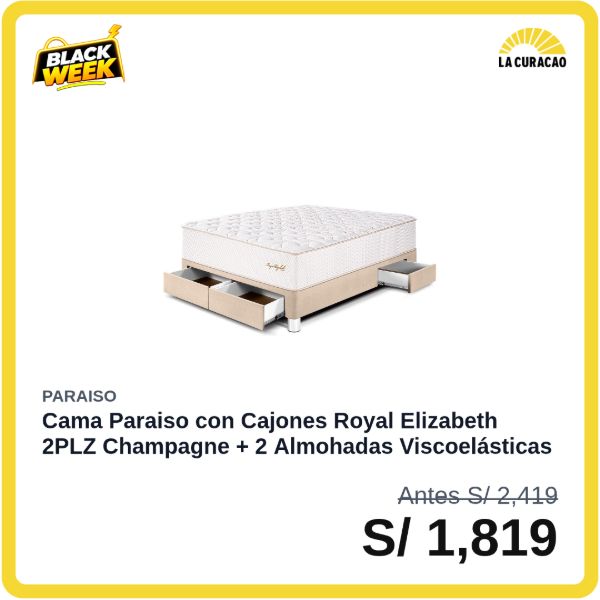 BLACK
WEEK
LA CURACAO
PARAISO
Cama Paraiso con Cajones Royal Elizabeth
2PLZ Champagne + 2 Almohadas Viscoelásticas
Antes S/ 2,419
S/ 1,819